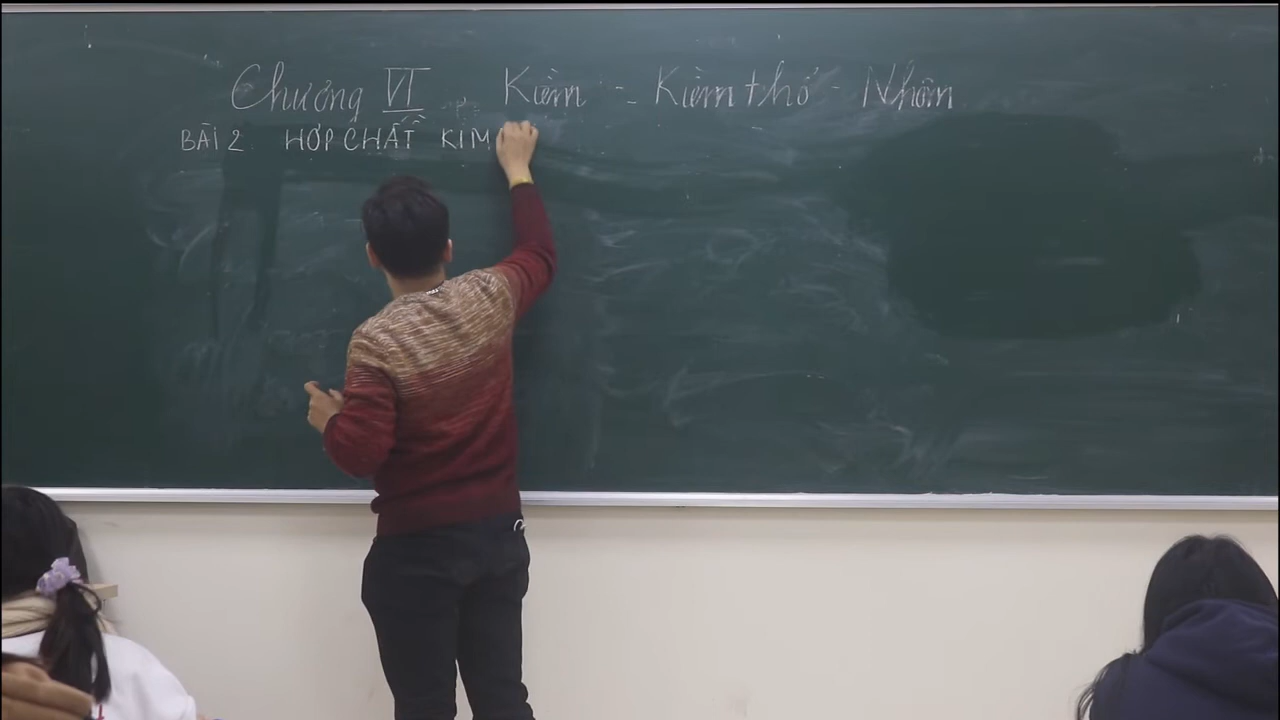 Chương VI Kiềm - Kiềm thổ - Nhôm
BÀI 2 HỢP CHẤT KIM